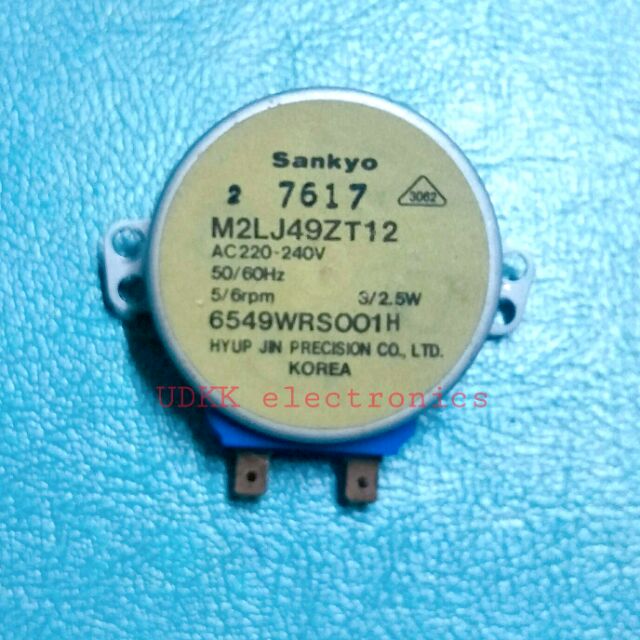 Sankyo
2 7617 3062
M2LJ49ZT12
AC220-240V
50/60Hz
5/6rpm 3/2.5W
6549WRS001H
HYUP JIN PRECISION CO., LTD.
KOREA
UDKK electronics